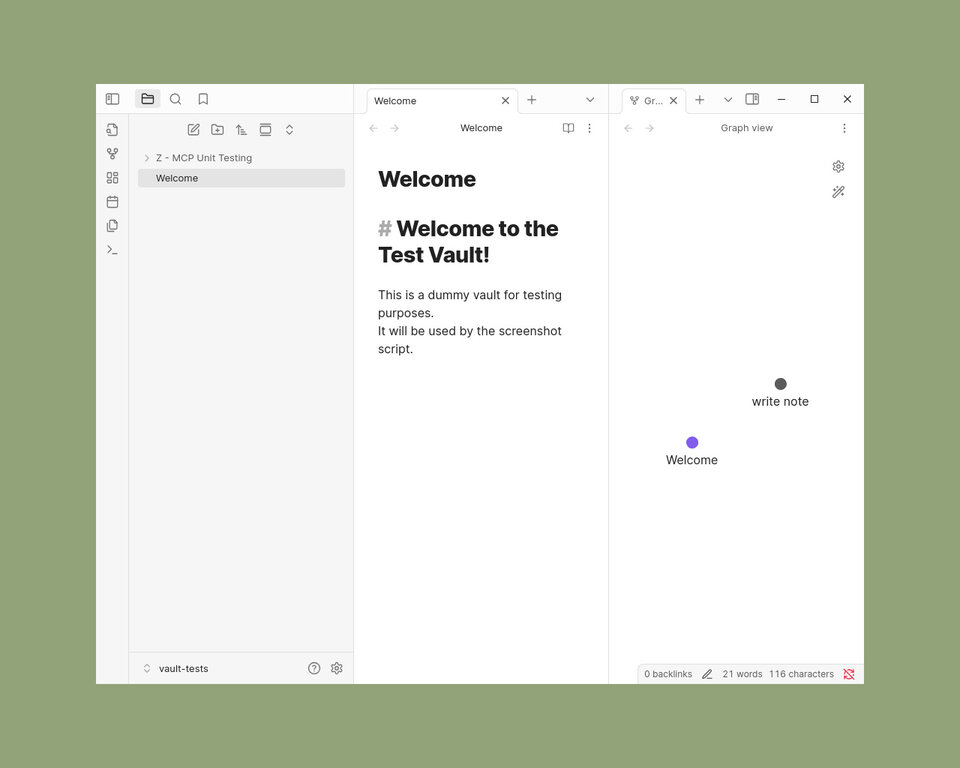 Welcome
Gr...
Welcome
Graph view
Z - MCP Unit Testing
Welcome
Welcome
# Welcome to the
Test Vault!
This is a dummy vault for testing
purposes.
It will be used by the screenshot
script.
write note
Welcome
vault-tests
0 backlinks
21 words
116 characters